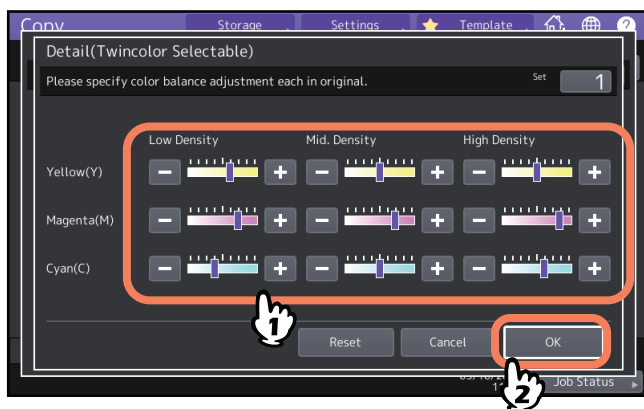 Copy Storage Settings Template ?
Detail(Twincolor Selectable)
Please specify color balance adjustment each in original. Set 1
Low Density Mid. Density High Density
Yellow(Y)
Magenta(M)
Cyan(C)
1
Reset Cancel OK
2
Job Status